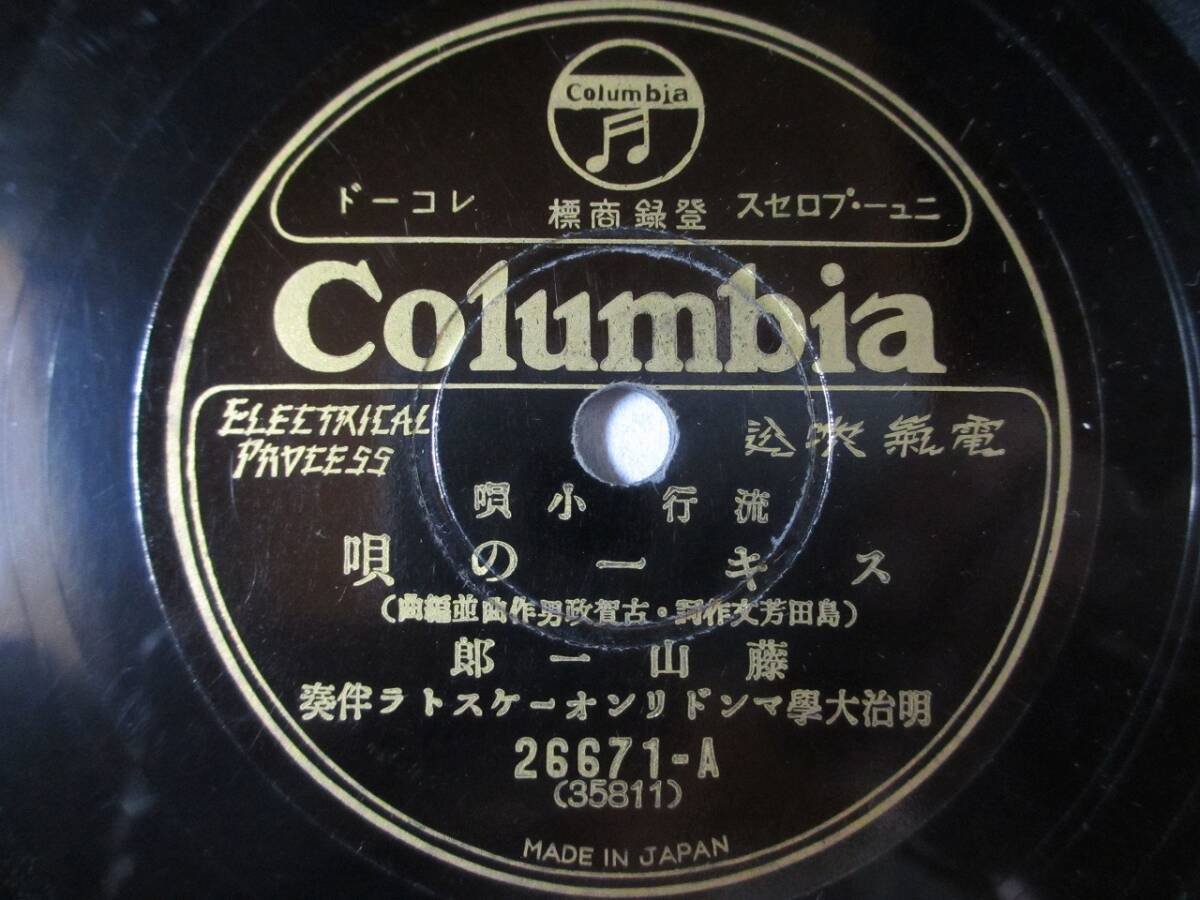 Columbia
ニュー・プロセス 登錄商標 レコード
Columbia
ELECTRICAL
PROCESS
電氣吹込
流行小唄
スキーの唄
(島田芳文作詞・古賀政男作曲並編曲)
藤山一郎
明治大學マンドリンオーケストラ伴奏
26671-A
(35811)
MADE IN JAPAN